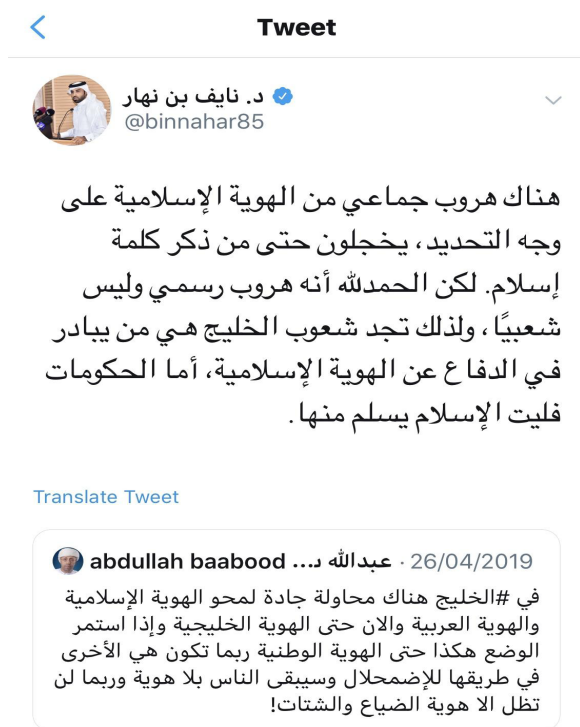 Tweet
د. نايف بن نهار
@binnahar85
هناك هروب جماعي من الهوية الإسلامية على
وجه التحديد، يخجلون حتى من ذكر كلمة
إسلام. لكن الحمدلله أنه هروب رسمي وليس
شعبيًا، ولذلك تجد شعوب الخليج هي من يبادر
في الدفاع عن الهوية الإسلامية، أما الحكومات
فليت الإسلام يسلم منها.
Translate Tweet
abdullah baabood عبدالله د... · 26/04/2019
في #الخليج هناك محاولة جادة لمحو الهوية الإسلامية
والهوية العربية والان حتى الهوية الخليجية وإذا استمر
الوضع هكذا حتى الهوية الوطنية ربما تكون هي الأخرى
في طريقها للإضمحلال وسيبقى الناس بلا هوية وربما لن
تظل الا هوية الضياع والشتات!